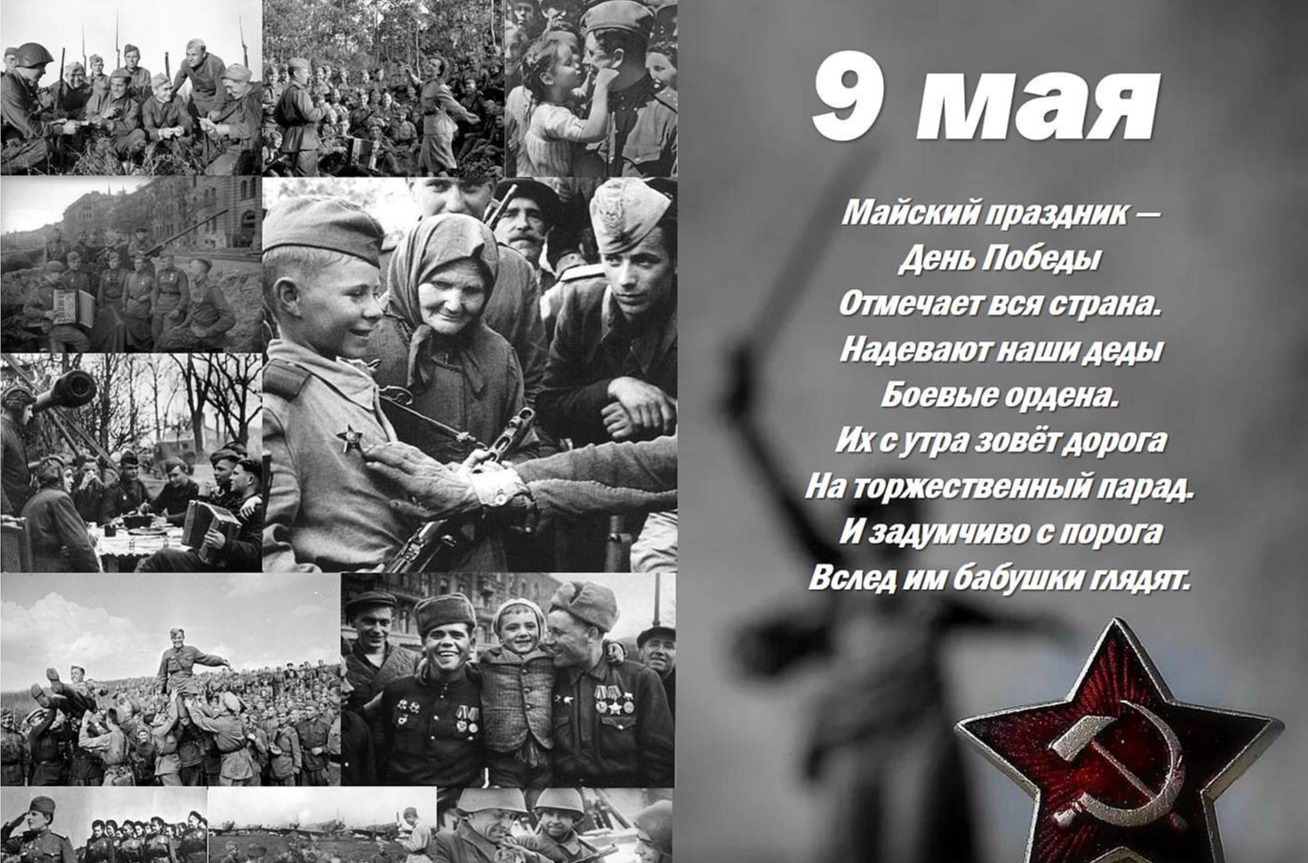 9 мая
Майский праздник —
День Победы
Отмечает вся страна.
Надевают наши деды
Боевые ордена.
Их с утра зовёт дорога
На торжественный парад.
И задумчиво с порога
Вслед им бабушки глядят.